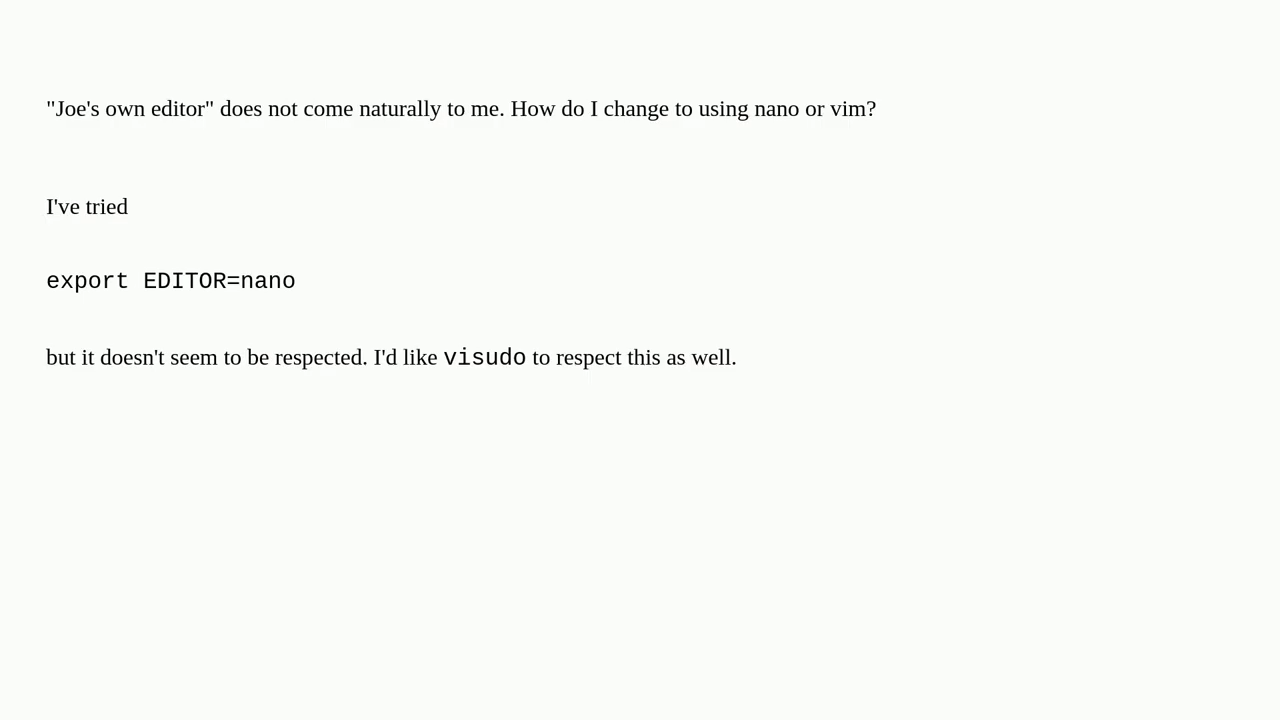 "Joe's own editor" does not come naturally to me. How do I change to using nano or vim?
I've tried
export EDITOR=nano
but it doesn't seem to be respected. I'd like visudo to respect this as well.